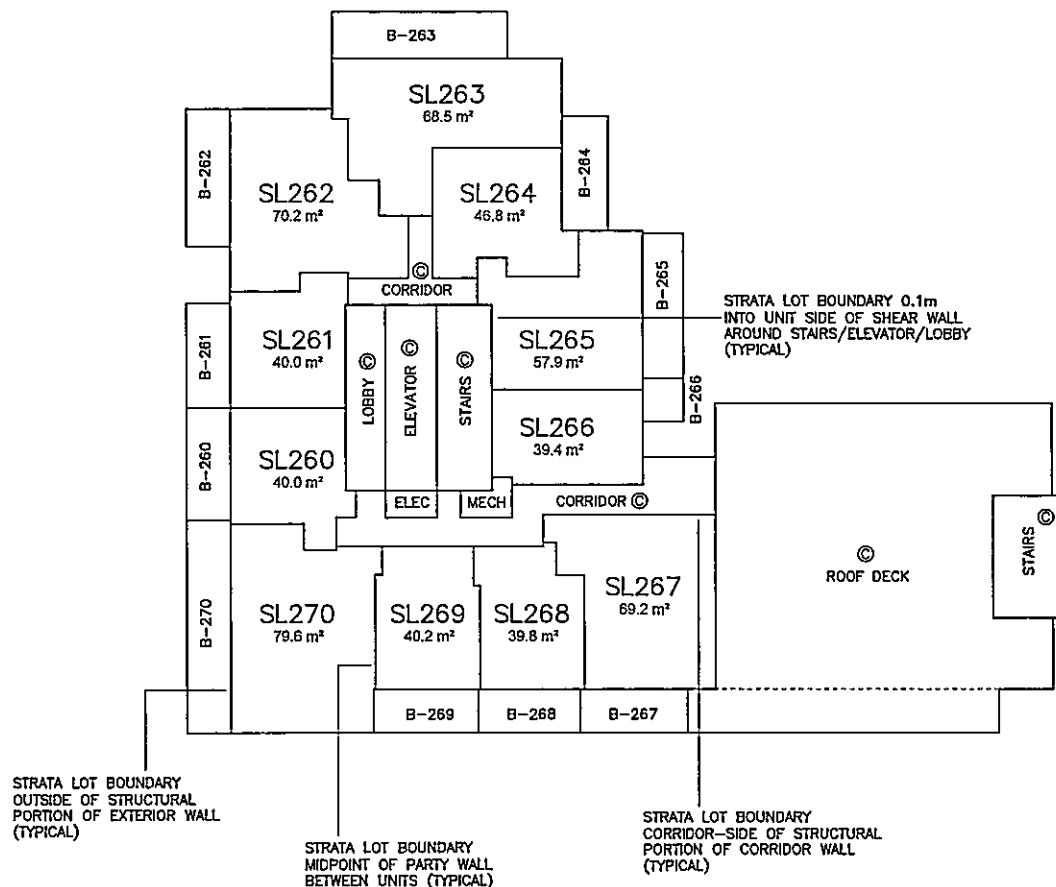 B-263
SL263
68.5 m²
B-262
SL262
70.2 m²
SL264
46.8 m²
B-264
©
CORRIDOR
B-265
STRATA LOT BOUNDARY 0.1m
INTO UNIT SIDE OF SHEAR WALL
AROUND STAIRS/ELEVATOR/LOBBY
(TYPICAL)
B-261
SL261
40.0 m²
LOBBY ©
ELEVATOR ©
STAIRS ©
SL265
57.9 m²
B-266
SL266
39.4 m²
B-260
SL260
40.0 m²
ELEC
MECH
CORRIDOR ©
©
ROOF DECK
STAIRS ©
B-270
SL270
79.6 m²
SL269
40.2 m²
SL268
39.8 m²
SL267
69.2 m²
B-269
B-268
B-267
STRATA LOT BOUNDARY
OUTSIDE OF STRUCTURAL
PORTION OF EXTERIOR WALL
(TYPICAL)
STRATA LOT BOUNDARY
MIDPOINT OF PARTY WALL
BETWEEN UNITS (TYPICAL)
STRATA LOT BOUNDARY
CORRIDOR-SIDE OF STRUCTURAL
PORTION OF CORRIDOR WALL
(TYPICAL)